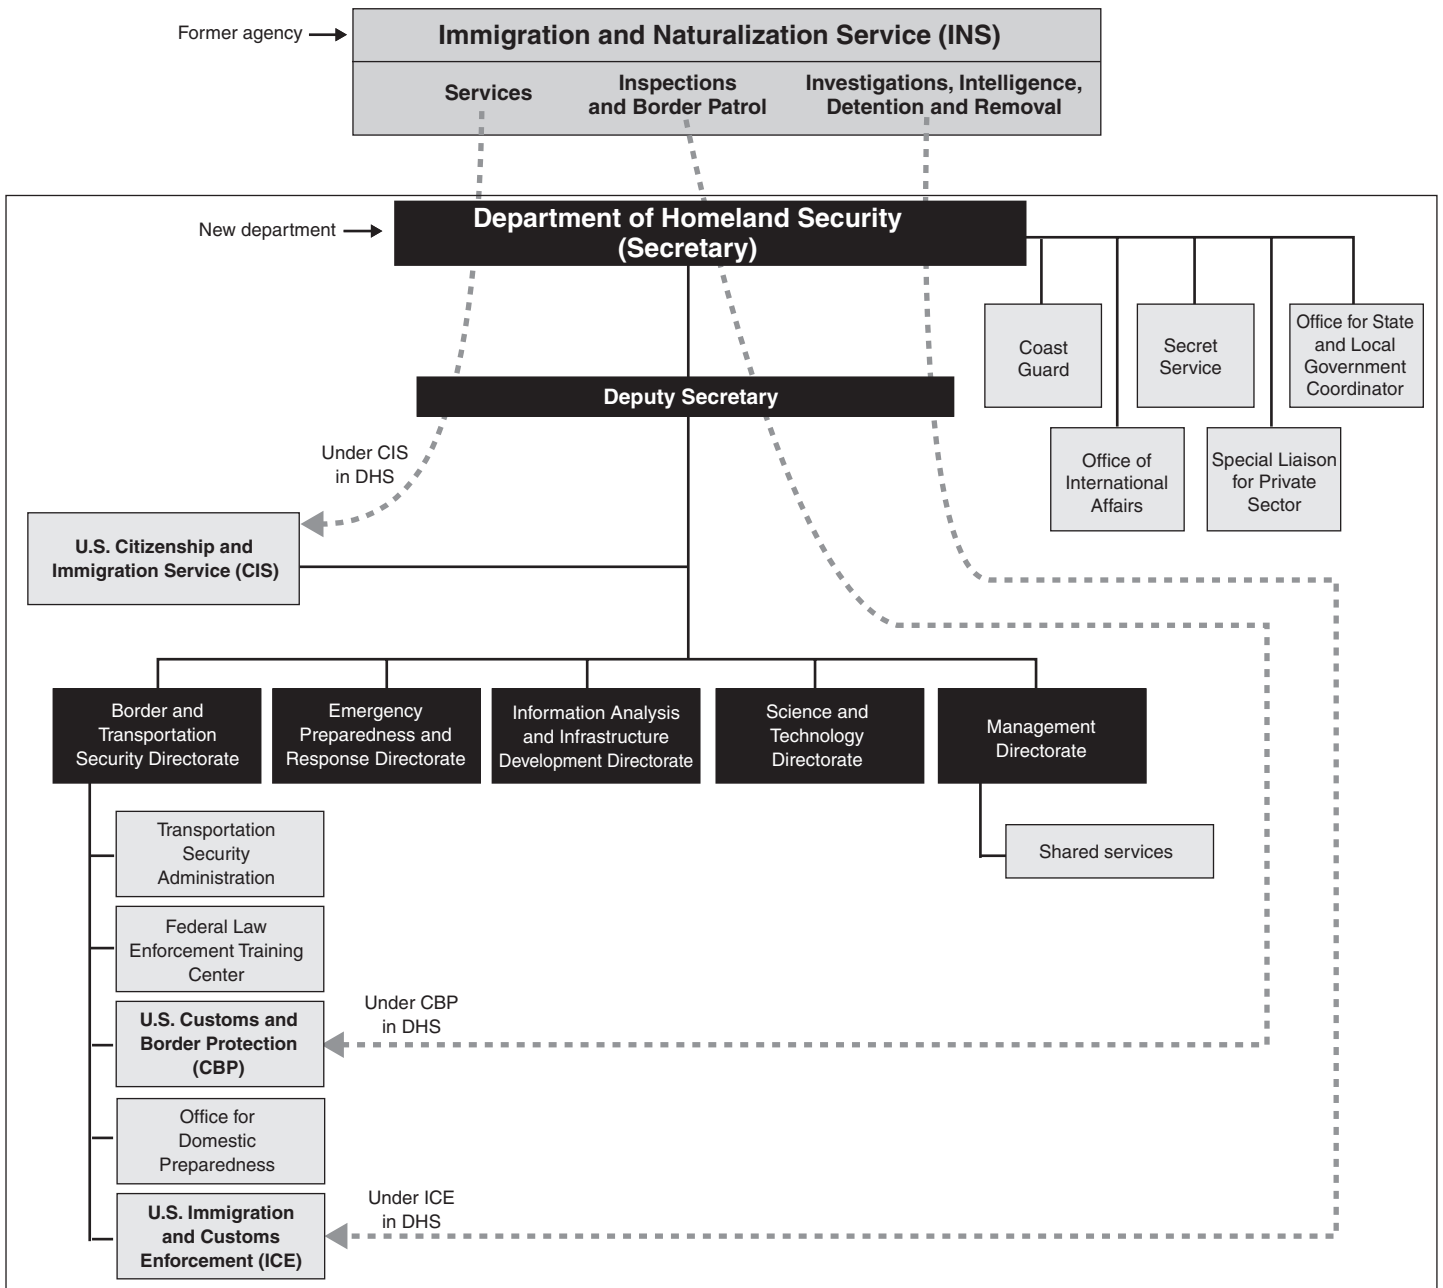 Former agency
Immigration and Naturalization Service (INS)
Services
Inspections
and Border Patrol
Investigations, Intelligence,
Detention and Removal
New department
Department of Homeland Security
(Secretary)
Coast
Guard
Secret
Service
Office for State
and Local
Government
Coordinator
Deputy Secretary
Office of
International
Affairs
Special Liaison
for Private
Sector
Under CIS
in DHS
U.S. Citizenship and
Immigration Service (CIS)
Border and
Transportation
Security Directorate
Emergency
Preparedness and
Response Directorate
Information Analysis
and Infrastructure
Development Directorate
Science and
Technology
Directorate
Management
Directorate
Transportation
Security
Administration
Shared services
Federal Law
Enforcement Training
Center
U.S. Customs and
Border Protection
(CBP)
Under CBP
in DHS
Office for
Domestic
Preparedness
U.S. Immigration
and Customs
Enforcement (ICE)
Under ICE
in DHS